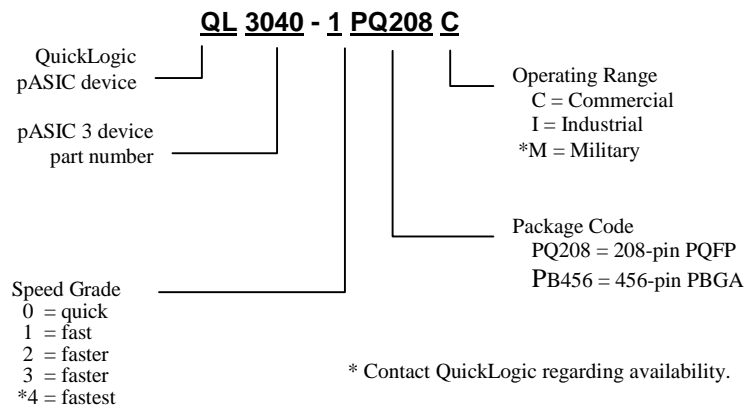 QL 3040 - 1 PQ208 C
QuickLogic
pASIC device
pASIC 3 device
part number
Speed Grade
0 = quick
1 = fast
2 = faster
3 = faster
*4 = fastest
Operating Range
C = Commercial
I = Industrial
*M = Military
Package Code
PQ208 = 208-pin PQFP
PB456 = 456-pin PBGA
* Contact QuickLogic regarding availability.